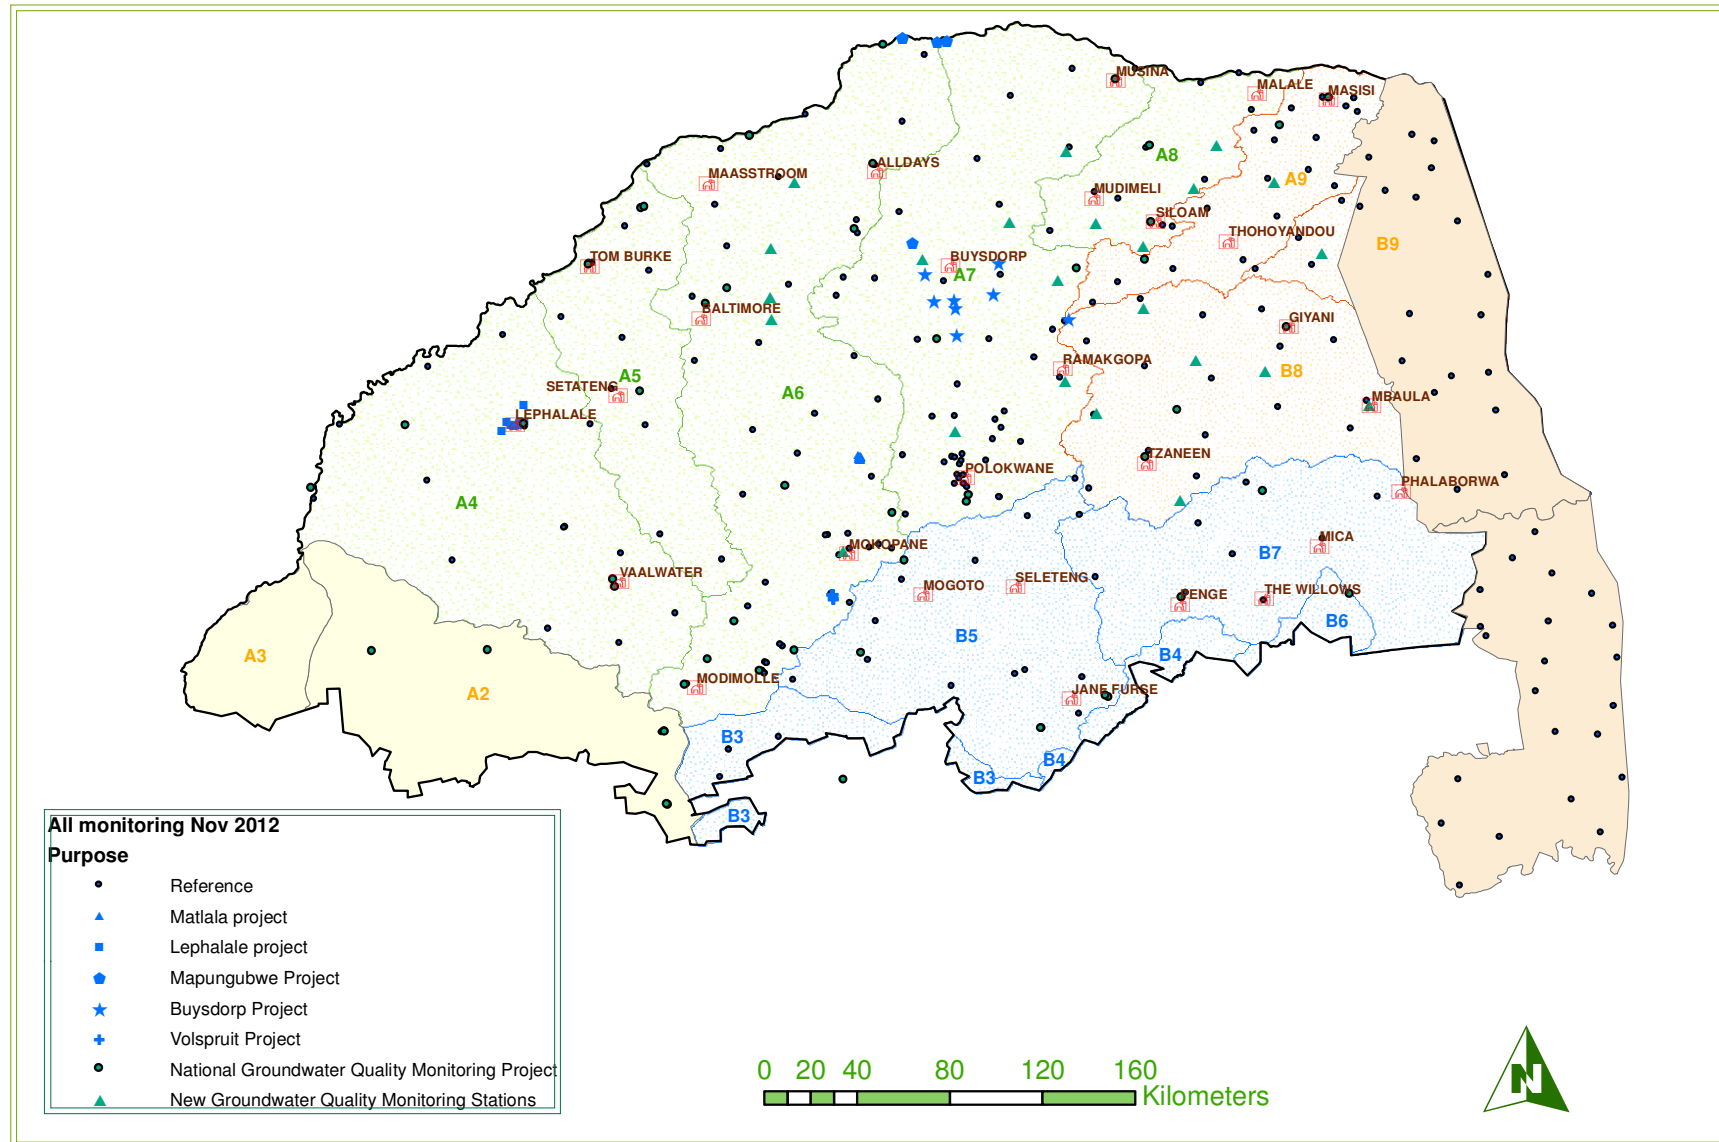 MUSINA
MALALE
MASISI
A8
ALLDAYS
MAASSTROOM
A9
MUDIMELI
SILOAM
THOHOYANDOU
B9
TOM BURKE
BUYSDORP
A7
BALTIMORE
GIYANI
RAMAKGOPA
B8
A5
SETATENG
A6
MBAULA
LEPHALALE
TZANEEN
POLOKWANE
PHALABORWA
A4
MICA
MOKOPANE
B7
VAALWATER
SELETENG
MOGOTO
PENGE
THE WILLOWS
B6
B5
A3
B4
A2
MODIMOLLE
JANE FURSE
B3
B4
B3
B3
All monitoring Nov 2012
Purpose
Reference
Matlala project
Lephalale project
Mapungubwe Project
Buysdorp Project
Volspruit Project
National Groundwater Quality Monitoring Project
New Groundwater Quality Monitoring Stations
0 20 40 80 120 160
Kilometers
N